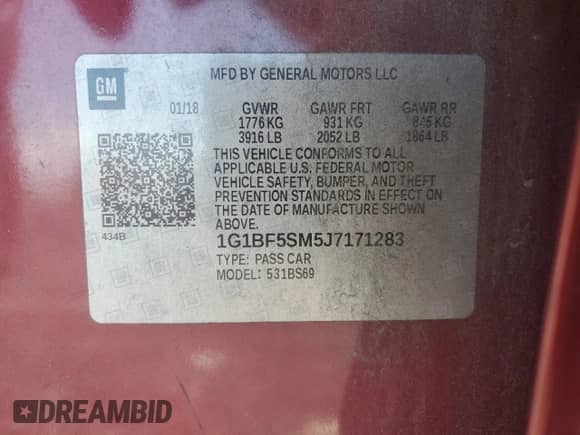 GM
MFD BY GENERAL MOTORS LLC
01/18 GVWR GAWR FRT GAWR RR
1776 KG 931 KG 845 KG
3916 LB 2052 LB 1864 LB
THIS VEHICLE CONFORMS TO ALL
APPLICABLE U.S. FEDERAL MOTOR
VEHICLE SAFETY, BUMPER, AND THEFT
PREVENTION STANDARDS IN EFFECT ON
THE DATE OF MANUFACTURE SHOWN
ABOVE.
434B
1G1BF5SM5J7171283
TYPE: PASS CAR
MODEL: 531BS69
DREAMBID